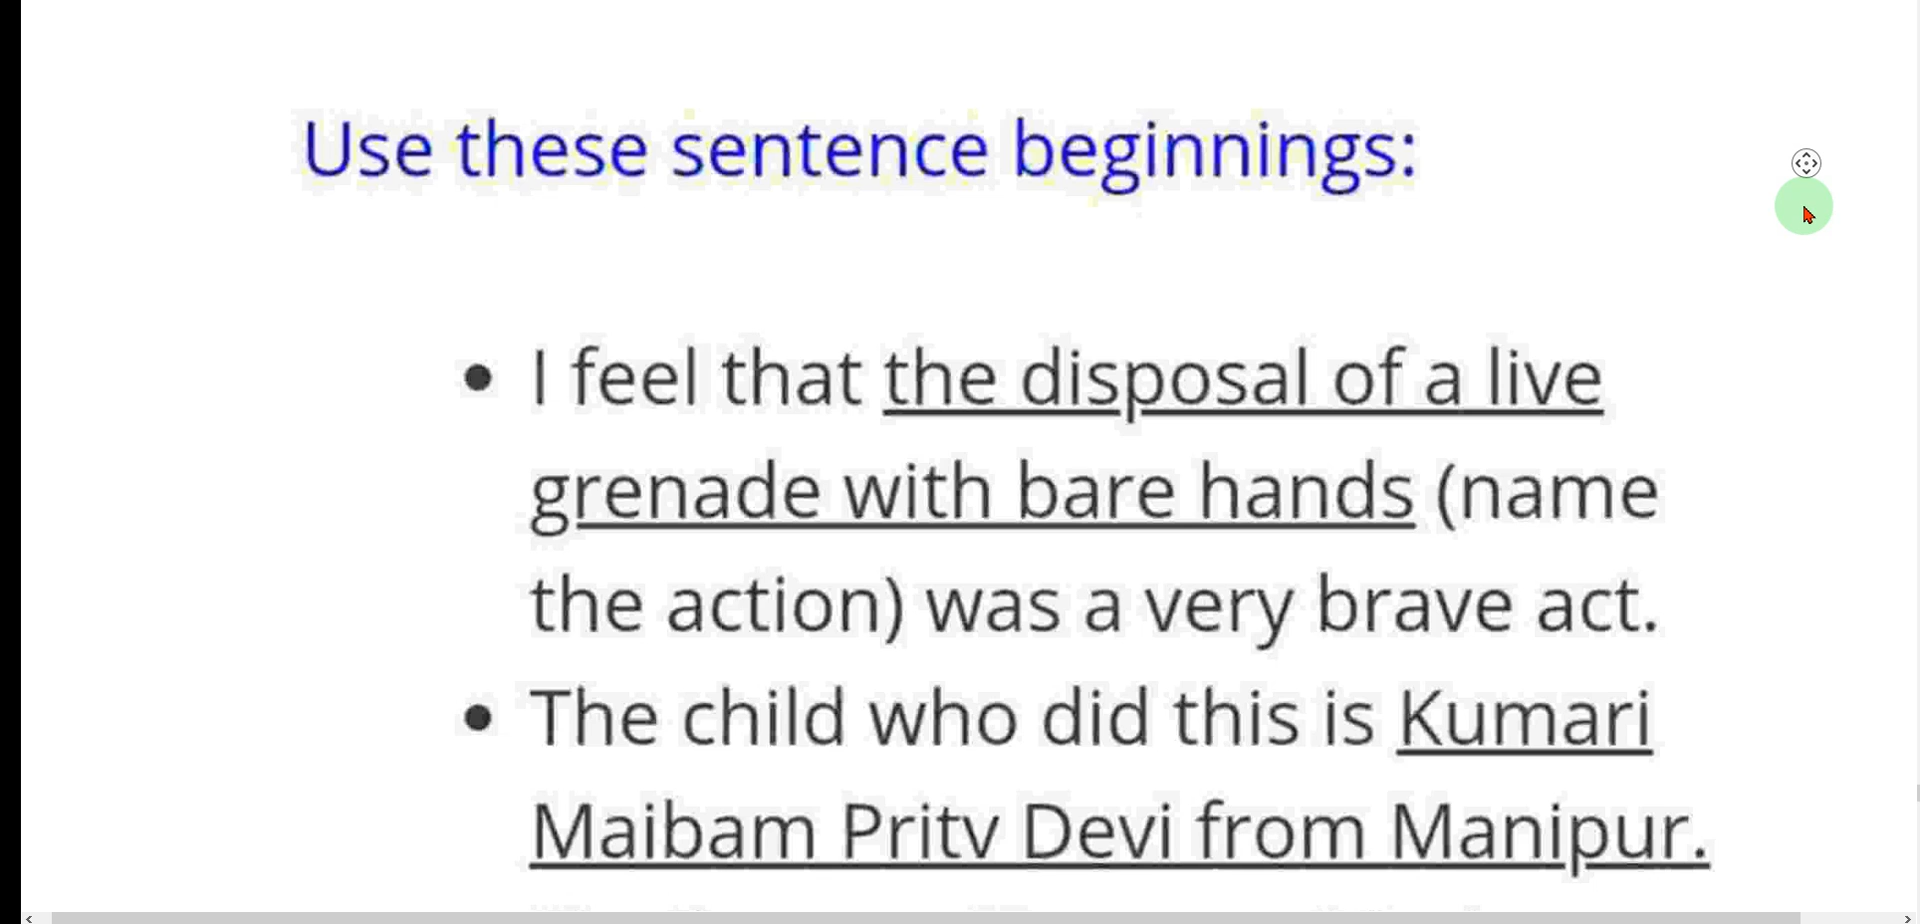 Use these sentence beginnings:
• I feel that the disposal of a live
grenade with bare hands (name
the action) was a very brave act.
• The child who did this is Kumari
Maibam Prity Devi from Manipur.